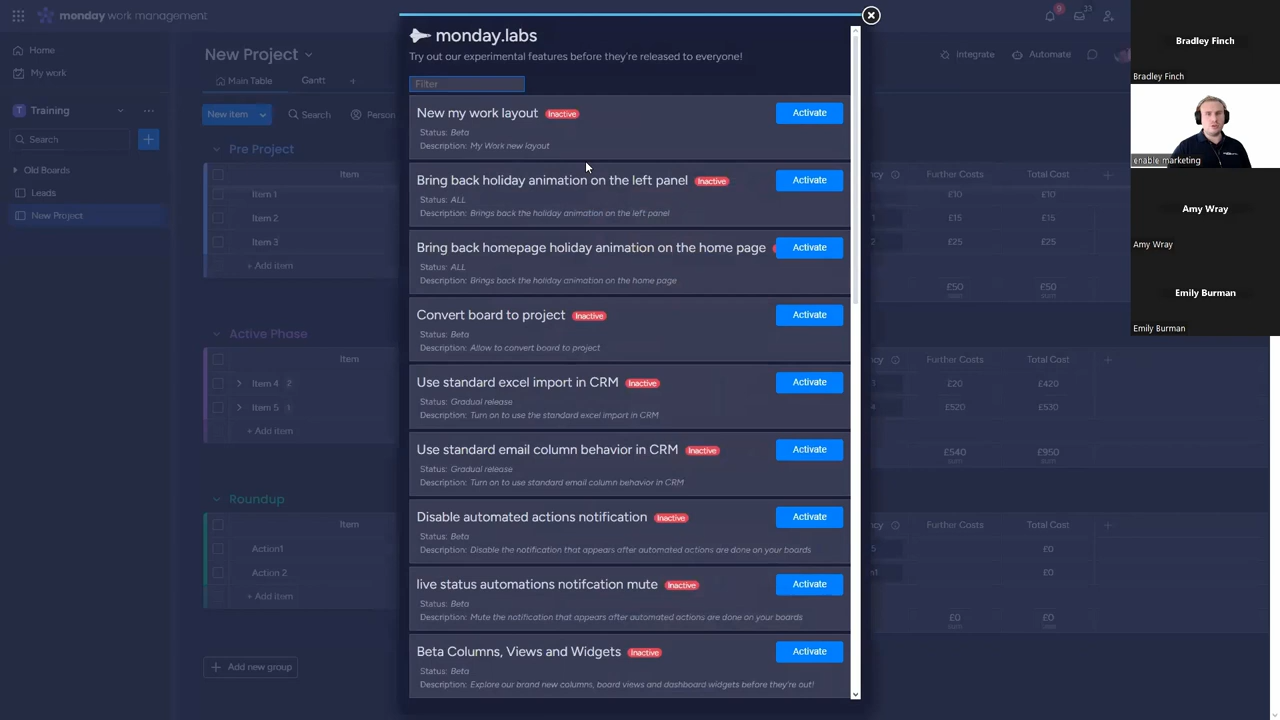 monday work management
9
33
Home
My work
T Training
Search
Old Boards
Leads
New Project
New Project
Main Table
Gantt
New item
Search
Person
Integrate
Automate
Pre Project
Item
Further Costs
Total Cost
Item 1
£10
£10
Item 2
£15
£15
Item 3
£25
£25
+ Add item
£50
£50
sum
sum
Active Phase
Item
Further Costs
Total Cost
Item 4 2
£20
£420
Item 5 1
£520
£530
+ Add item
£540
£950
sum
sum
Roundup
Item
Further Costs
Total Cost
Action1
£0
Action 2
£0
+ Add item
£0
£0
sum
sum
Add new group
monday.labs
Try out our experimental features before they're released to everyone!
Filter
New my work layout Inactive
Activate
Status: Beta
Description: My Work new layout
Bring back holiday animation on the left panel Inactive
Activate
Status: ALL
Description: Brings back the holiday animation on the left panel
Bring back homepage holiday animation on the home page
Activate
Status: ALL
Description: Brings back the holiday animation on the home page
Convert board to project Inactive
Activate
Status: Beta
Description: Allow to convert board to project
Use standard excel import in CRM Inactive
Activate
Status: Gradual release
Description: Turn on to use the standard excel import in CRM
Use standard email column behavior in CRM Inactive
Activate
Status: Gradual release
Description: Turn on to use standard email column behavior in CRM
Disable automated actions notification Inactive
Activate
Status: Beta
Description: Disable the notification that appears after automated actions are done on your boards
live status automations notifcation mute Inactive
Activate
Status: Beta
Description: Mute the notification that appears after automated actions are done on your boards
Beta Columns, Views and Widgets Inactive
Activate
Status: Beta
Description: Explore our brand new columns, board views and dashboard widgets before they're out!
Bradley Finch
Bradley Finch
enable marketing
Amy Wray
Amy Wray
Emily Burman
Emily Burman